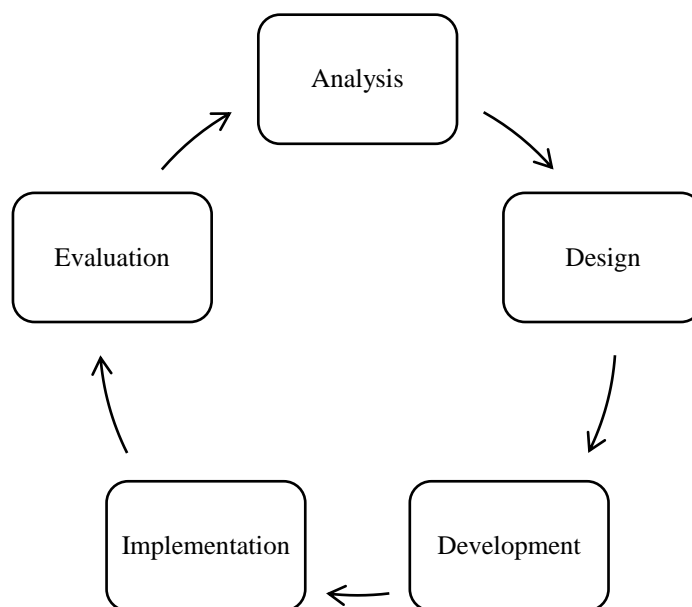 Analysis
Evaluation
Design
Implementation
Development